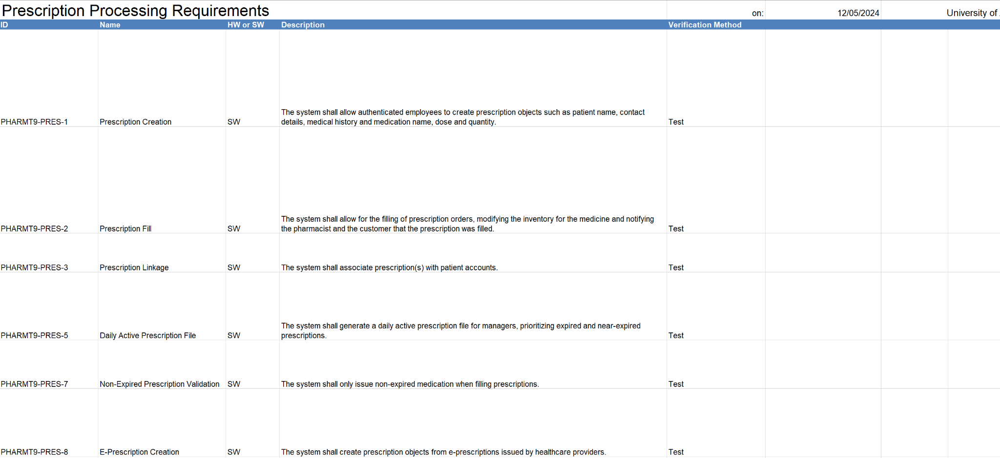 Prescription Processing Requirements on: 12/05/2024 University of
ID Name HW or SW Description Verification Method
The system shall allow authenticated employees to create prescription objects such as patient name, contact
PHARMT9-PRES-1 Prescription Creation SW details, medical history and medication name, dose and quantity. Test
The system shall allow for the filling of prescription orders, modifying the inventory for the medicine and notifying
PHARMT9-PRES-2 Prescription Fill SW the pharmacist and the customer that the prescription was filled. Test
PHARMT9-PRES-3 Prescription Linkage SW The system shall associate prescription(s) with patient accounts. Test
The system shall generate a daily active prescription file for managers, prioritizing expired and near-expired
PHARMT9-PRES-5 Daily Active Prescription File SW prescriptions. Test
PHARMT9-PRES-7 Non-Expired Prescription Validation SW The system shall only issue non-expired medication when filling prescriptions. Test
PHARMT9-PRES-8 E-Prescription Creation SW The system shall create prescription objects from e-prescriptions issued by healthcare providers. Test